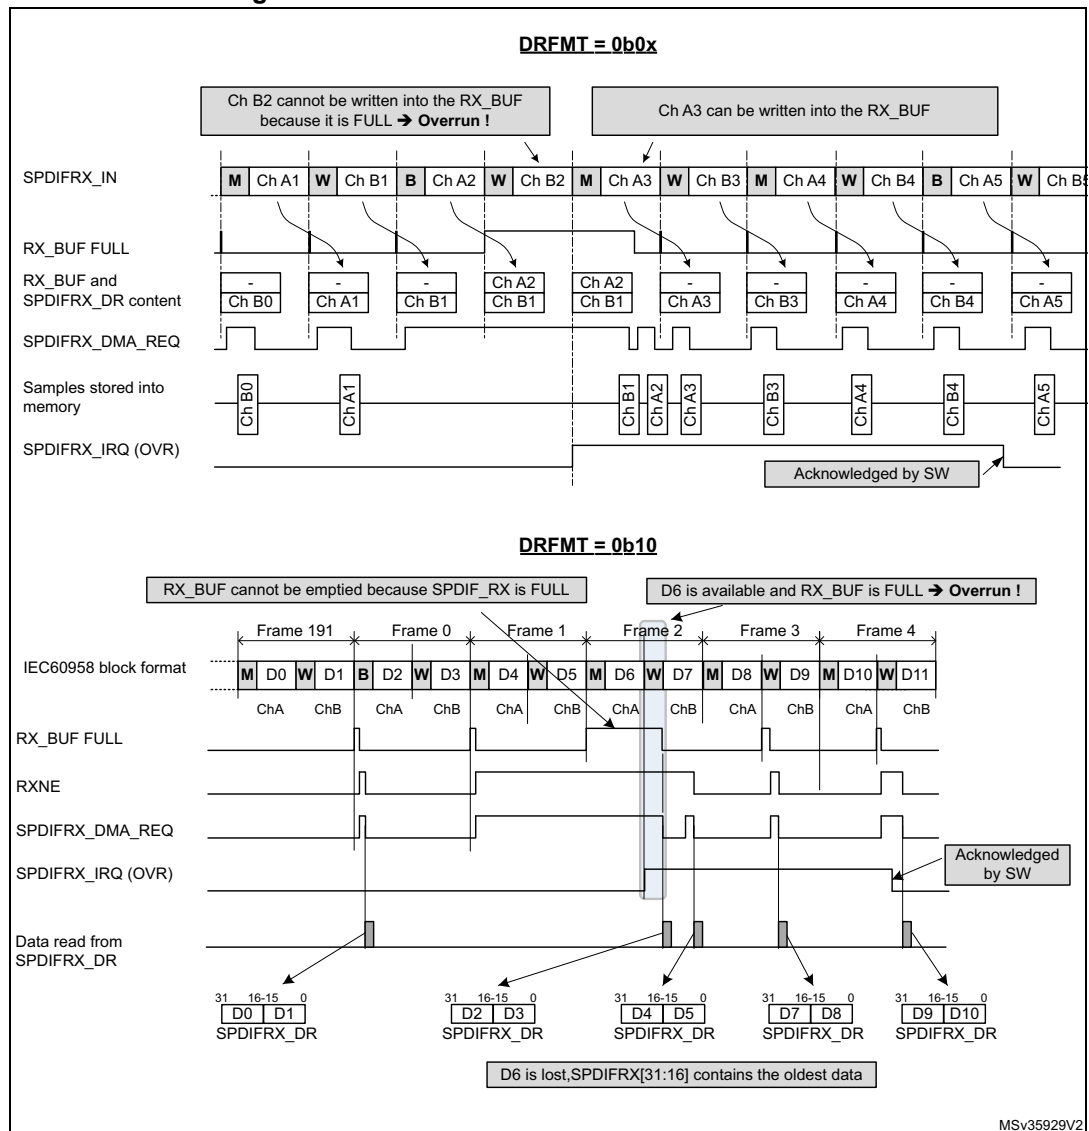 DRFMT = 0b0x
Ch B2 cannot be written into the RX_BUF
because it is FULL ➔ Overrun !
Ch A3 can be written into the RX_BUF
SPDIFRX_IN
M Ch A1 W Ch B1 B Ch A2 W Ch B2 M Ch A3 W Ch B3 M Ch A4 W Ch B4 B Ch A5 W Ch B5
RX_BUF FULL
RX_BUF and
SPDIFRX_DR content
- - - Ch A2 Ch A2 - - - - -
Ch B0 Ch A1 Ch B1 Ch B1 Ch B1 Ch A3 Ch B3 Ch A4 Ch B4 Ch A5
SPDIFRX_DMA_REQ
Samples stored into
memory
Ch B0 Ch A1 Ch B1 Ch A2 Ch A3 Ch B3 Ch A4 Ch B4 Ch A5
SPDIFRX_IRQ (OVR)
Acknowledged by SW
DRFMT = 0b10
RX_BUF cannot be emptied because SPDIF_RX is FULL
D6 is available and RX_BUF is FULL ➔ Overrun !
Frame 191 Frame 0 Frame 1 Frame 2 Frame 3 Frame 4
IEC60958 block format
M D0 W D1 B D2 W D3 M D4 W D5 M D6 W D7 M D8 W D9 M D10 W D11
ChA ChB ChA ChB ChA ChB ChA ChB ChA ChB ChA ChB
RX_BUF FULL
RXNE
SPDIFRX_DMA_REQ
SPDIFRX_IRQ (OVR)
Acknowledged
by SW
Data read from
SPDIFRX_DR
31 16-15 0 31 16-15 0 31 16-15 0 31 16-15 0 31 16-15 0
D0 D1 D2 D3 D4 D5 D7 D8 D9 D10
SPDIFRX_DR SPDIFRX_DR SPDIFRX_DR SPDIFRX_DR SPDIFRX_DR
D6 is lost,SPDIFRX[31:16] contains the oldest data
MSv35929V2